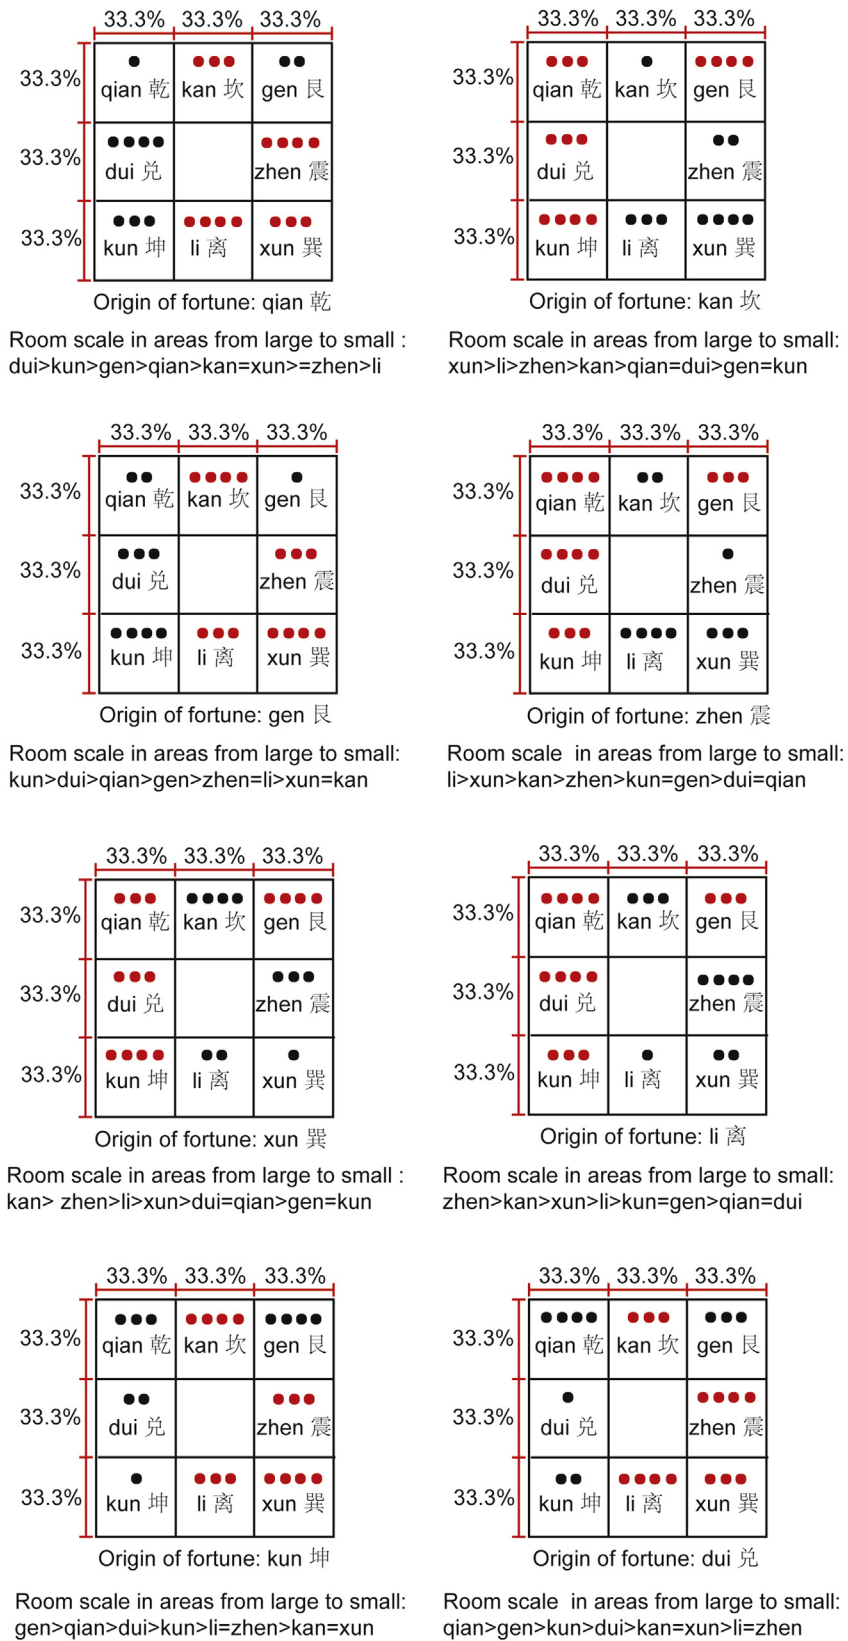 33.3% 33.3% 33.3%
33.3% qian 乾 kan 坎 gen 艮
33.3% dui 兑 zhen 震
33.3% kun 坤 li 离 xun 巽
Origin of fortune: qian 乾
Room scale in areas from large to small :
dui>kun>gen>qian>kan=xun>=zhen>li
33.3% 33.3% 33.3%
33.3% qian 乾 kan 坎 gen 艮
33.3% dui 兑 zhen 震
33.3% kun 坤 li 离 xun 巽
Origin of fortune: kan 坎
Room scale in areas from large to small:
xun>li>zhen>kan>qian=dui>gen=kun
33.3% 33.3% 33.3%
33.3% qian 乾 kan 坎 gen 艮
33.3% dui 兑 zhen 震
33.3% kun 坤 li 离 xun 巽
Origin of fortune: gen 艮
Room scale in areas from large to small:
kun>dui>qian>gen>zhen=li>xun=kan
33.3% 33.3% 33.3%
33.3% qian 乾 kan 坎 gen 艮
33.3% dui 兑 zhen 震
33.3% kun 坤 li 离 xun 巽
Origin of fortune: zhen 震
Room scale in areas from large to small:
li>xun>kan>zhen>kun=gen>dui=qian
33.3% 33.3% 33.3%
33.3% qian 乾 kan 坎 gen 艮
33.3% dui 兑 zhen 震
33.3% kun 坤 li 离 xun 巽
Origin of fortune: xun 巽
Room scale in areas from large to small :
kan> zhen>li>xun>dui=qian>gen=kun
33.3% 33.3% 33.3%
33.3% qian 乾 kan 坎 gen 艮
33.3% dui 兑 zhen 震
33.3% kun 坤 li 离 xun 巽
Origin of fortune: li 离
Room scale in areas from large to small:
zhen>kan>xun>li>kun=gen>qian=dui
33.3% 33.3% 33.3%
33.3% qian 乾 kan 坎 gen 艮
33.3% dui 兑 zhen 震
33.3% kun 坤 li 离 xun 巽
Origin of fortune: kun 坤
Room scale in areas from large to small:
gen>qian>dui>kun>li=zhen>kan=xun
33.3% 33.3% 33.3%
33.3% qian 乾 kan 坎 gen 艮
33.3% dui 兑 zhen 震
33.3% kun 坤 li 离 xun 巽
Origin of fortune: dui 兑
Room scale in areas from large to small:
qian>gen>kun>dui>kan=xun>li=zhen